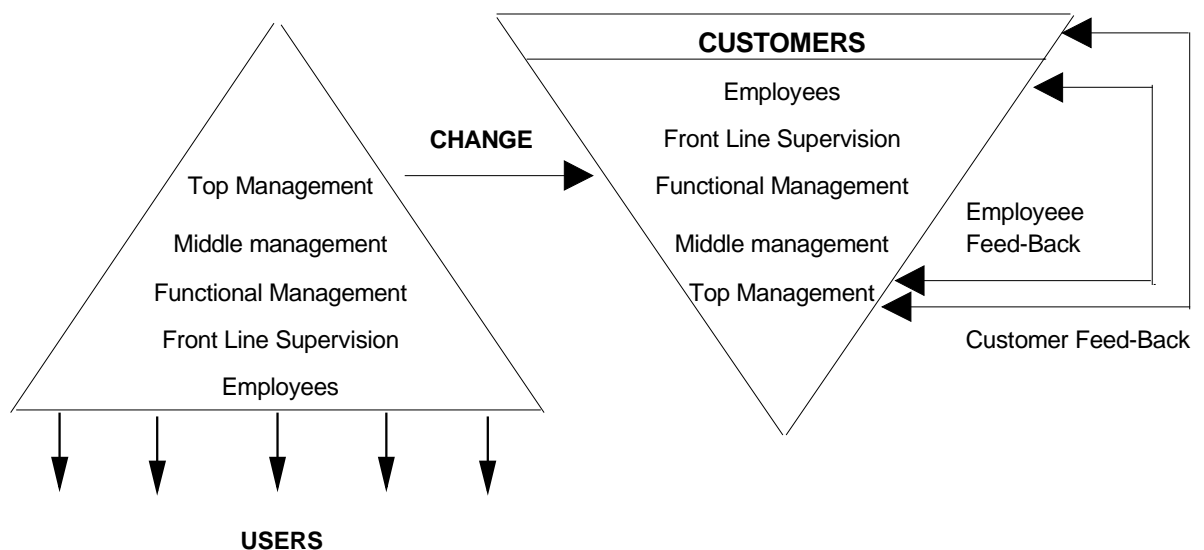 CUSTOMERS
Employees
Front Line Supervision
Functional Management
Middle management
Top Management
CHANGE
Top Management
Middle management
Functional Management
Front Line Supervision
Employees
USERS
Employeee
Feed-Back
Customer Feed-Back